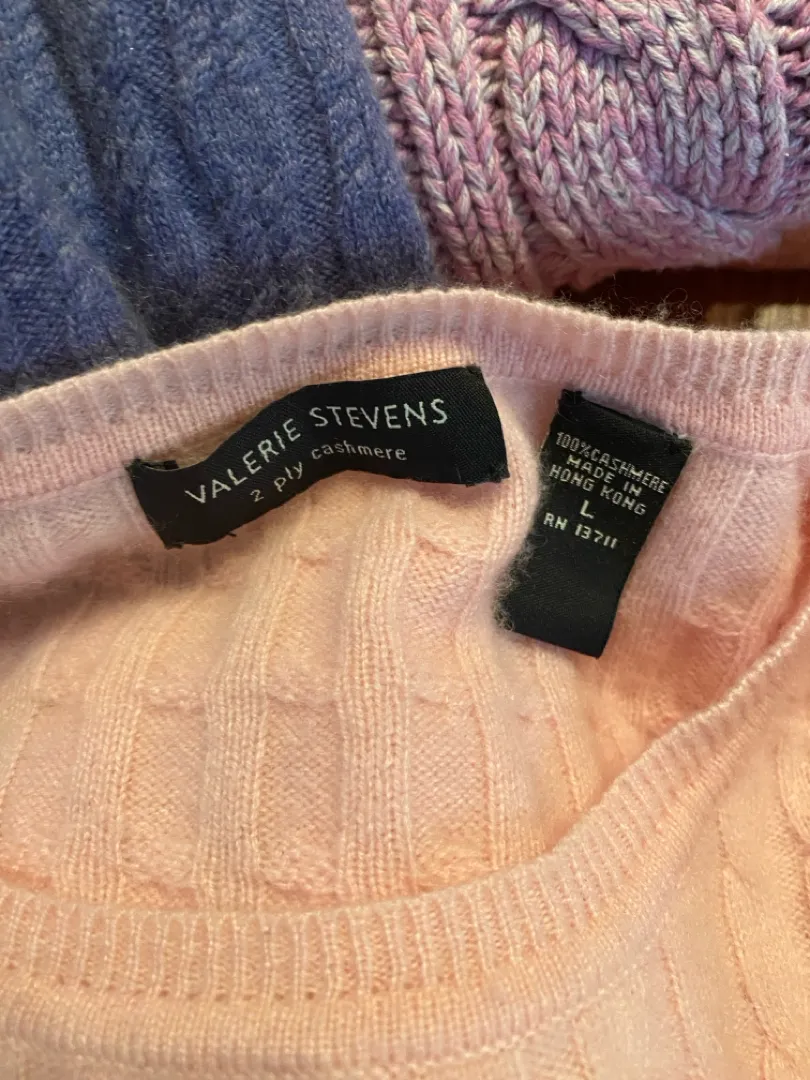 VALERIE STEVENS
2 ply cashmere
100%CASHMERE
MADE IN
HONG KONG
L
RN 13711